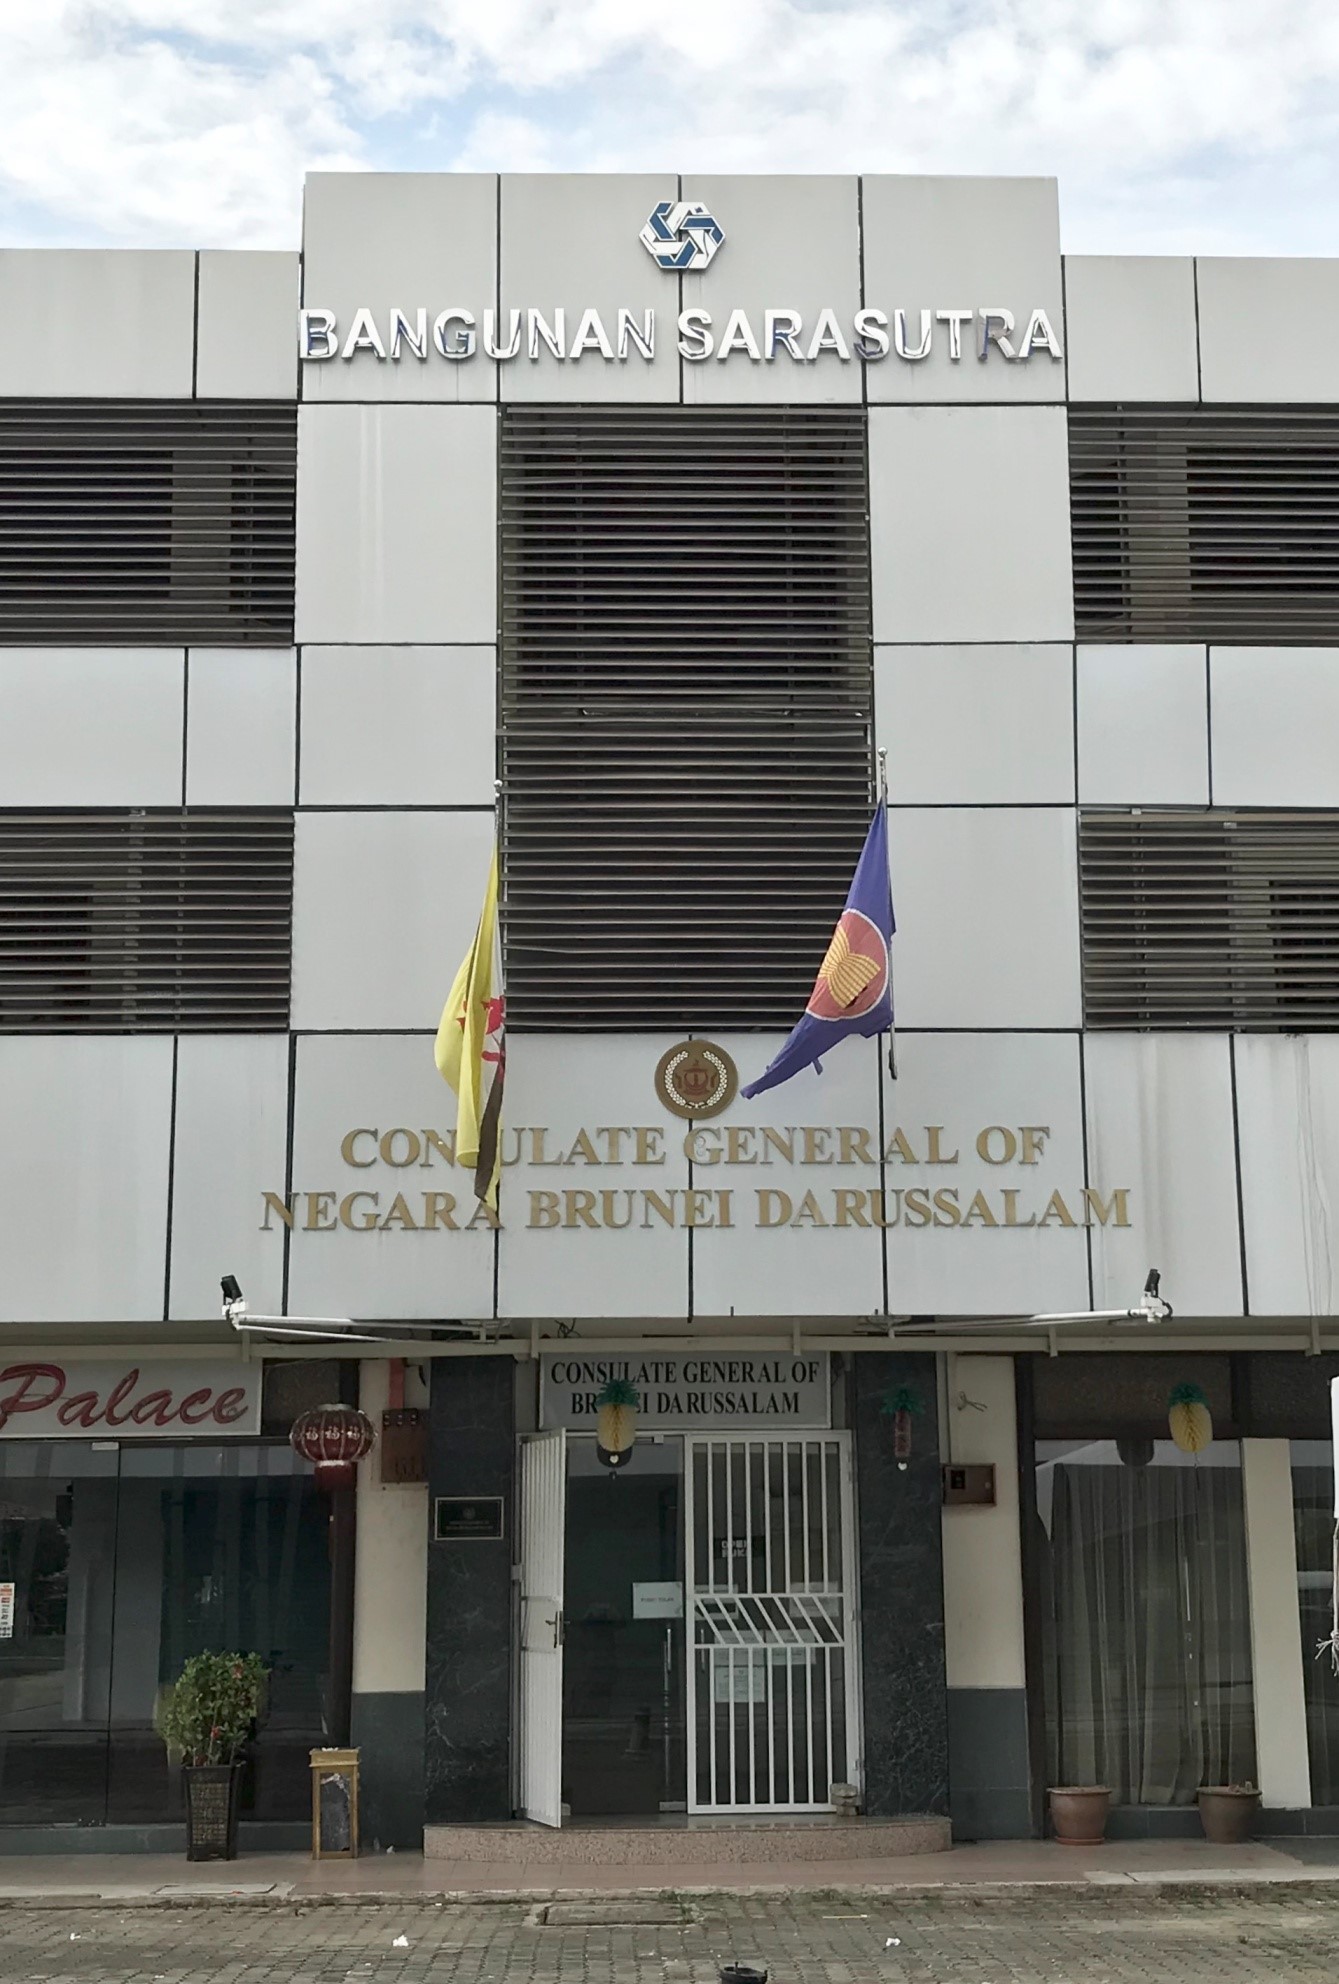 BANGUNAN SARASUTRA
CONSULATE GENERAL OF
NEGARA BRUNEI DARUSSALAM
Palace
CONSULATE GENERAL OF
BRUNEI DARUSSALAM